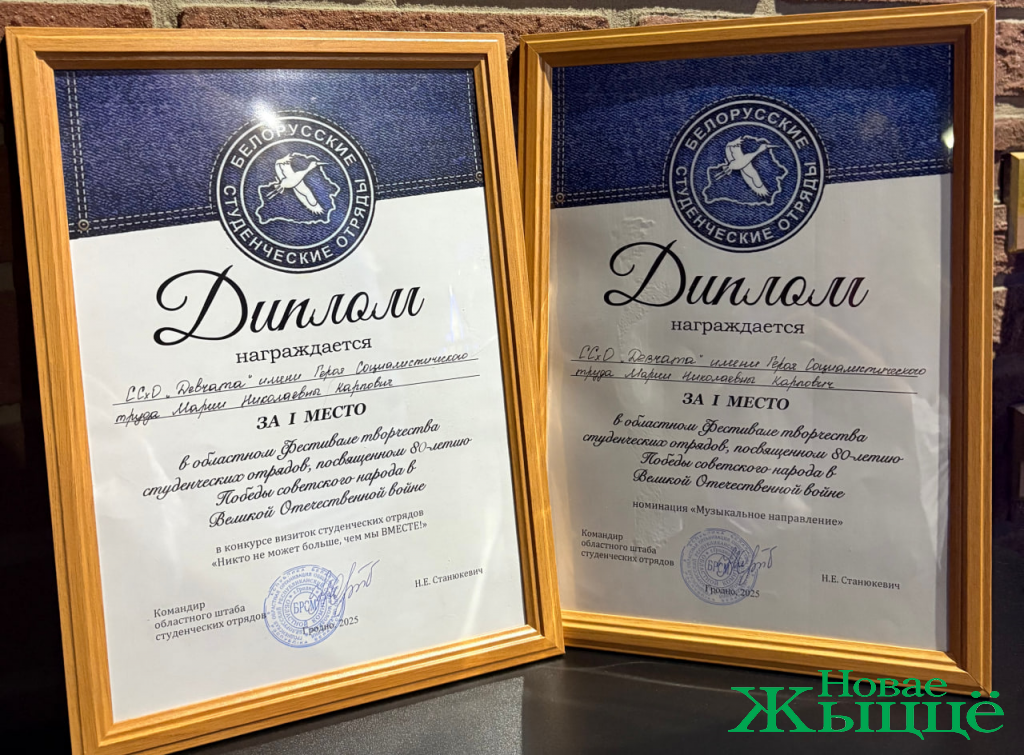 БЕЛОРУССКИЕ
СТУДЕНЧЕСКИЕ ОТРЯДЫ
Диплом
награждается
ССхО „Девчата" имени Героя Социалистического
труда Марии Николаевны Карпович
ЗА I МЕСТО
в областном Фестивале творчества
студенческих отрядов, посвященном 80-летию
Победы советского народа в
Великой Отечественной войне
в конкурсе визиток студенческих отрядов
«Никто не может больше, чем мы ВМЕСТЕ!»
Командир
областного штаба
студенческих отрядов
БРСМ
Н.Е. Станюкевич
Гродно, 2025
БЕЛОРУССКИЕ
СТУДЕНЧЕСКИЕ ОТРЯДЫ
Диплом
награждается
ССхО „Девчата" имени Героя Социалистического
труда Марии Николаевны Карпович
ЗА I МЕСТО
в областном Фестивале творчества
студенческих отрядов, посвященном 80-летию
Победы советского народа в
Великой Отечественной войне
номинация «Музыкальное направление»
Командир
областного штаба
студенческих отрядов
БРСМ
Н.Е. Станюкевич
Гродно, 2025
Новае
Жыццё